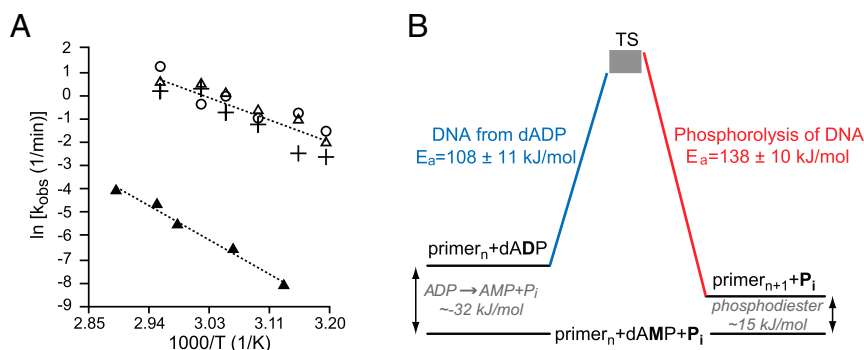 A
2
1
0
-1
-2
-3
-4
-5
-6
-7
-8
-9
ln [kobs (1/min)]
2.85 2.94 3.03 3.11 3.20
1000/T (1/K)
B
TS
DNA from dADP
Ea=108 ± 11 kJ/mol
Phosphorolysis of DNA
Ea=138 ± 10 kJ/mol
primern+dADP
ADP→AMP+Pi
~-32 kJ/mol
primern+1+Pi
phosphodiester
~15 kJ/mol
primern+dAMP+Pi